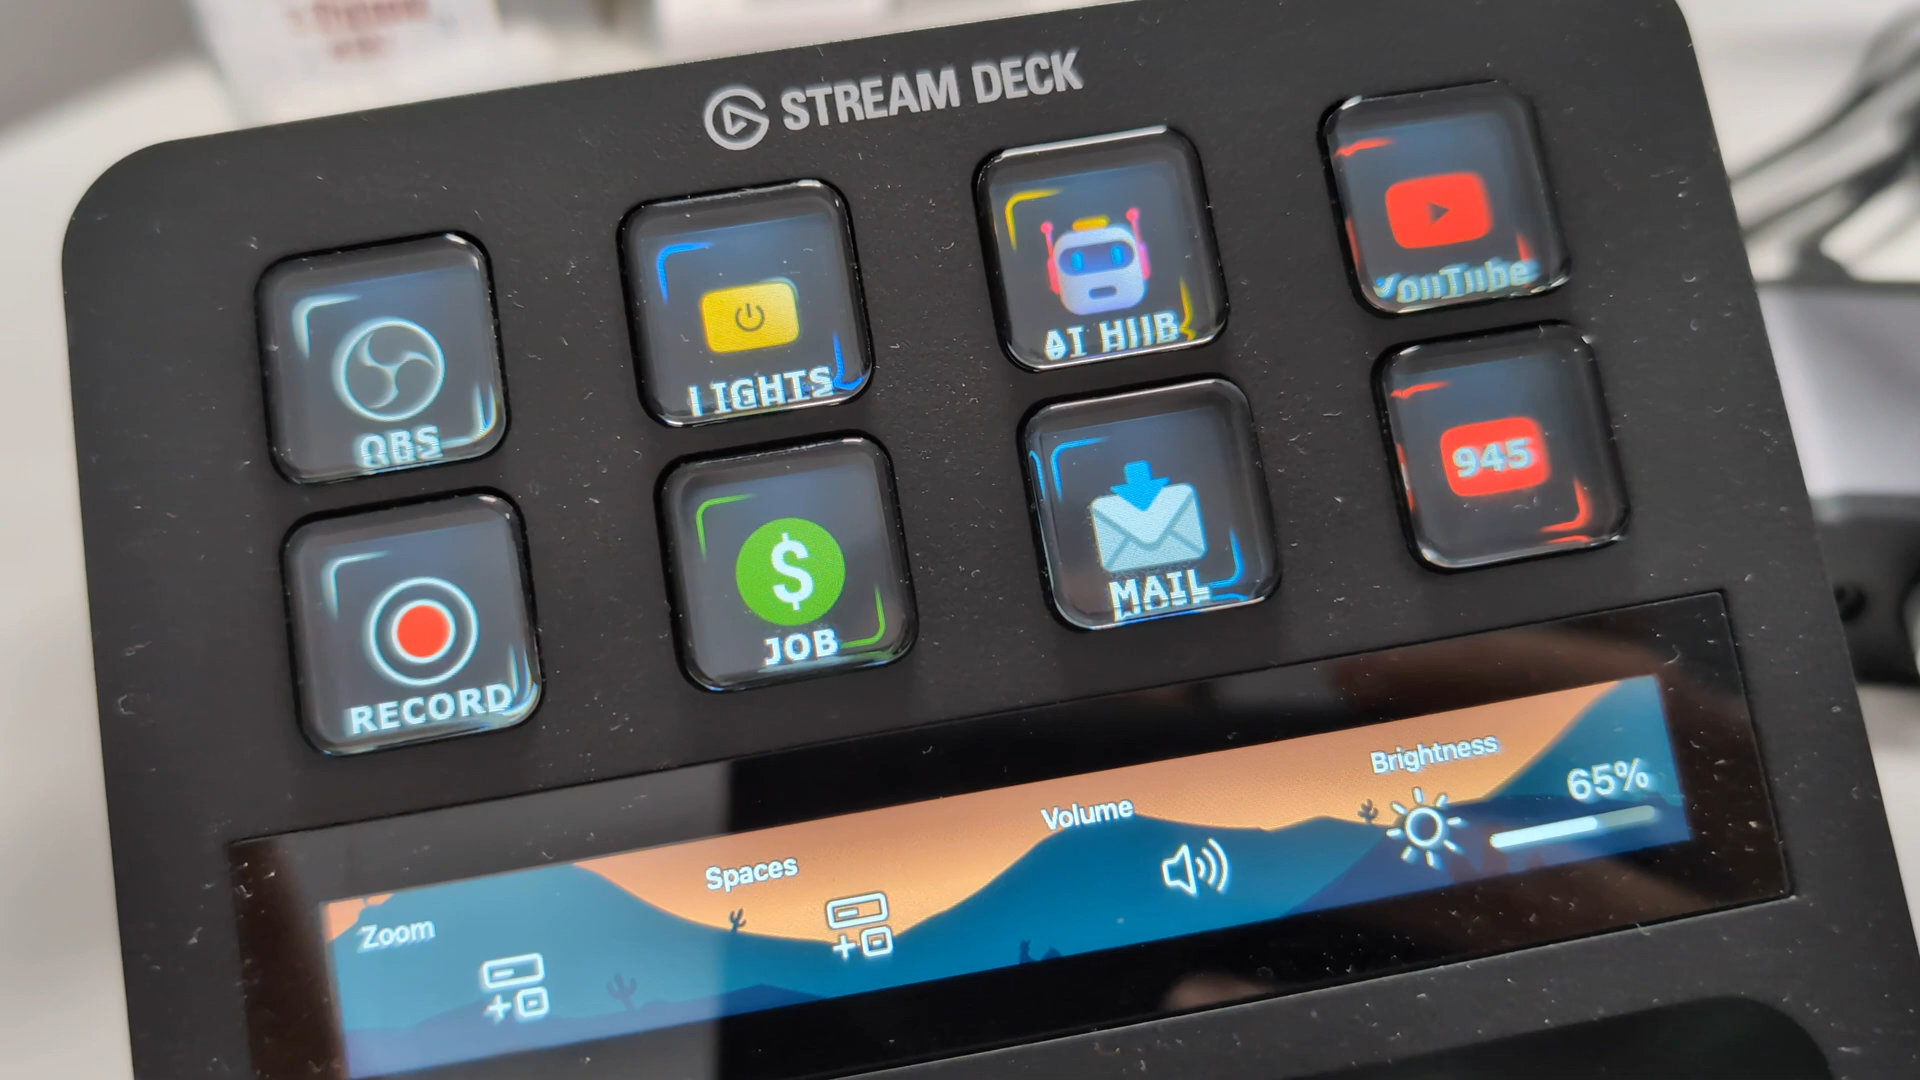 STREAM DECK
OBS
LIGHTS
AI HUB
YouTube
RECORD
$
JOB
MAIL
945
Zoom
Spaces
Volume
Brightness
65%